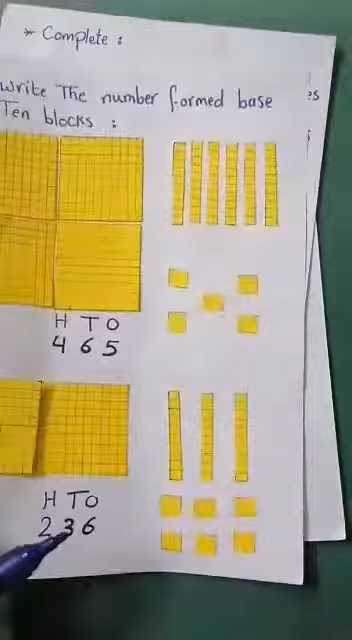 * Complete :
Write The number formed base
Ten blocks :
H T O
4 6 5
H T O
2 3 6